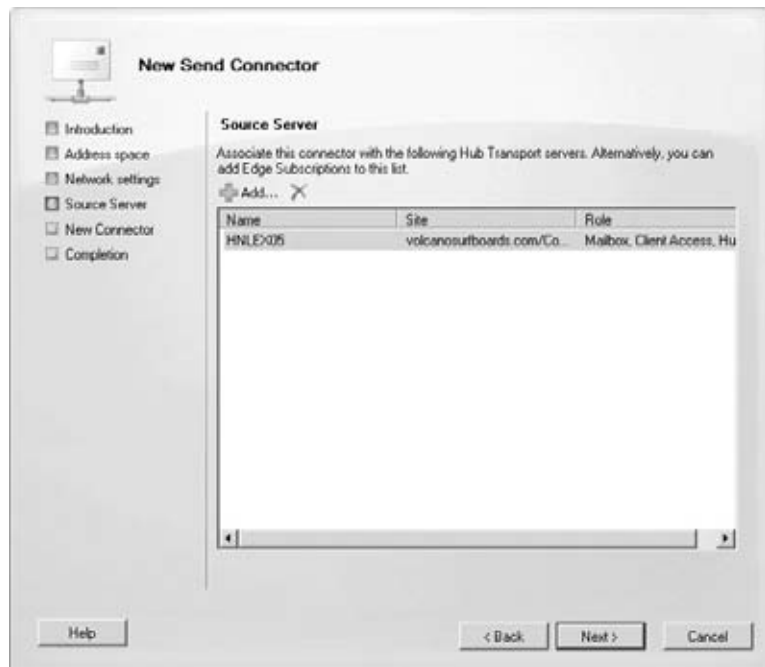 New Send Connector
Introduction
Address space
Network settings
Source Server
New Connector
Completion
Source Server
Associate this connector with the following Hub Transport servers. Alternatively, you can
add Edge Subscriptions to this list.
Add...
Name Site Role
HNLEX05 volcanosurfboards.com/Co... Mailbox, Client Access, Hu
Help
< Back
Next >
Cancel